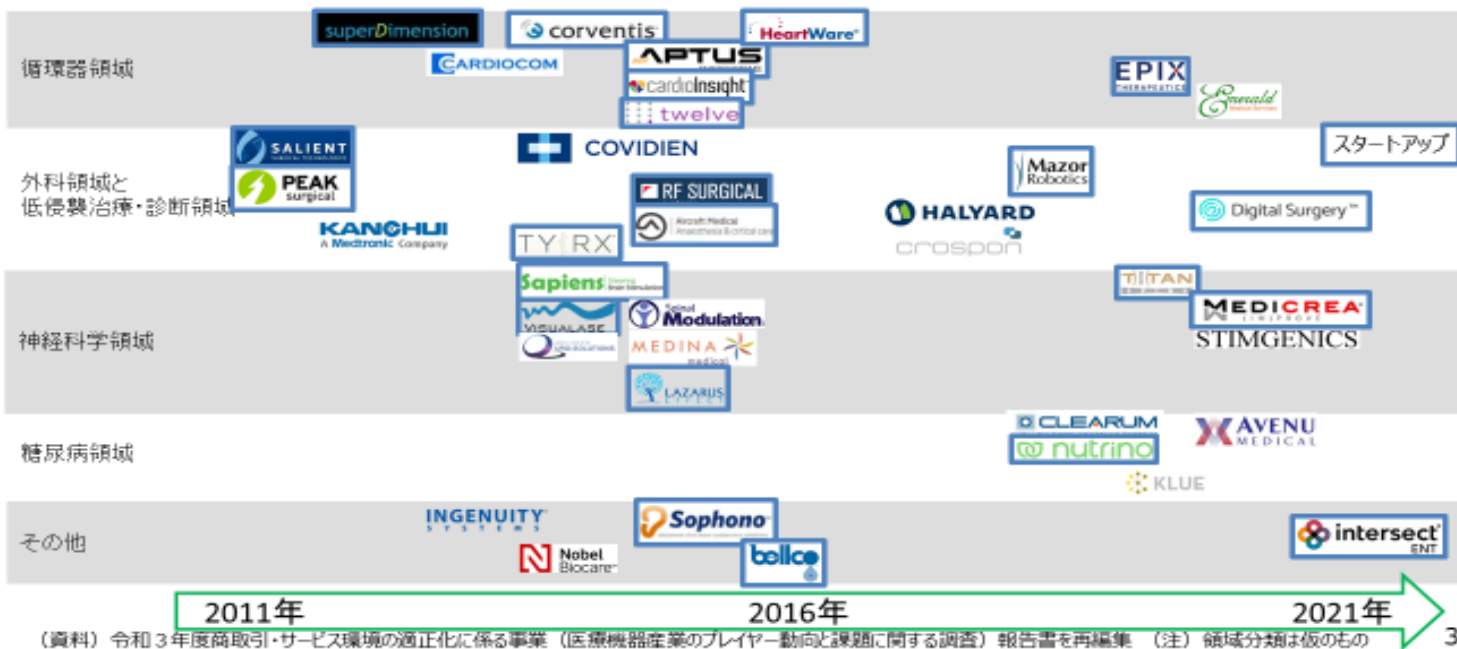 superDimension
corventis
HeartWare
CARDIOCOM
APTUS
循環器領域
cardioInsight
EPIX
THERAPEUTICS
twelve
Emerald
SALIENT
COVIDIEN
スタートアップ
外科領域と
低侵襲治療・診断領域
PEAK
surgical
RF SURGICAL
Mazor
Robotics
Aircraft Medical
Anaesthesia & critical care
HALYARD
Digital Surgery™
KANGHUI
A Medtronic Company
TYRX
crospon
Sapiens
TITAN
VISUALASE
Spinal
Modulation
MEDICREA
神経科学領域
MEDINA
medical
STIMGENICS
LAZARUS
EFFECT
CLEARUM
AVENU
MEDICAL
糖尿病領域
nutrino
KLUE
INGENUITY
SYSTEMS
Sophono
その他
intersect
ENT
Nobel
Biocare
bellco
2011年
2016年
2021年
（資料）令和３年度商取引・サービス環境の適正化に係る事業（医療機器産業のプレイヤー動向と課題に関する調査）報告書を再編集　（注）領域分類は仮のもの
3